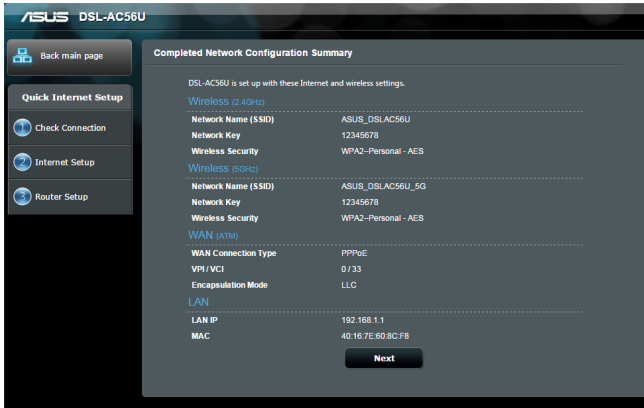 ASUS DSL-AC56U
Back main page
Quick Internet Setup
1 Check Connection
2 Internet Setup
3 Router Setup
Completed Network Configuration Summary
DSL-AC56U is set up with these Internet and wireless settings.
Wireless (2.4GHz)
Network Name (SSID) ASUS_DSLAC56U
Network Key 12345678
Wireless Security WPA2-Personal - AES
Wireless (5GHz)
Network Name (SSID) ASUS_DSLAC56U_5G
Network Key 12345678
Wireless Security WPA2-Personal - AES
WAN (ATM)
WAN Connection Type PPPoE
VPI / VCI 0 / 33
Encapsulation Mode LLC
LAN
LAN IP 192.168.1.1
MAC 40:16:7E:60:8C:F8
Next